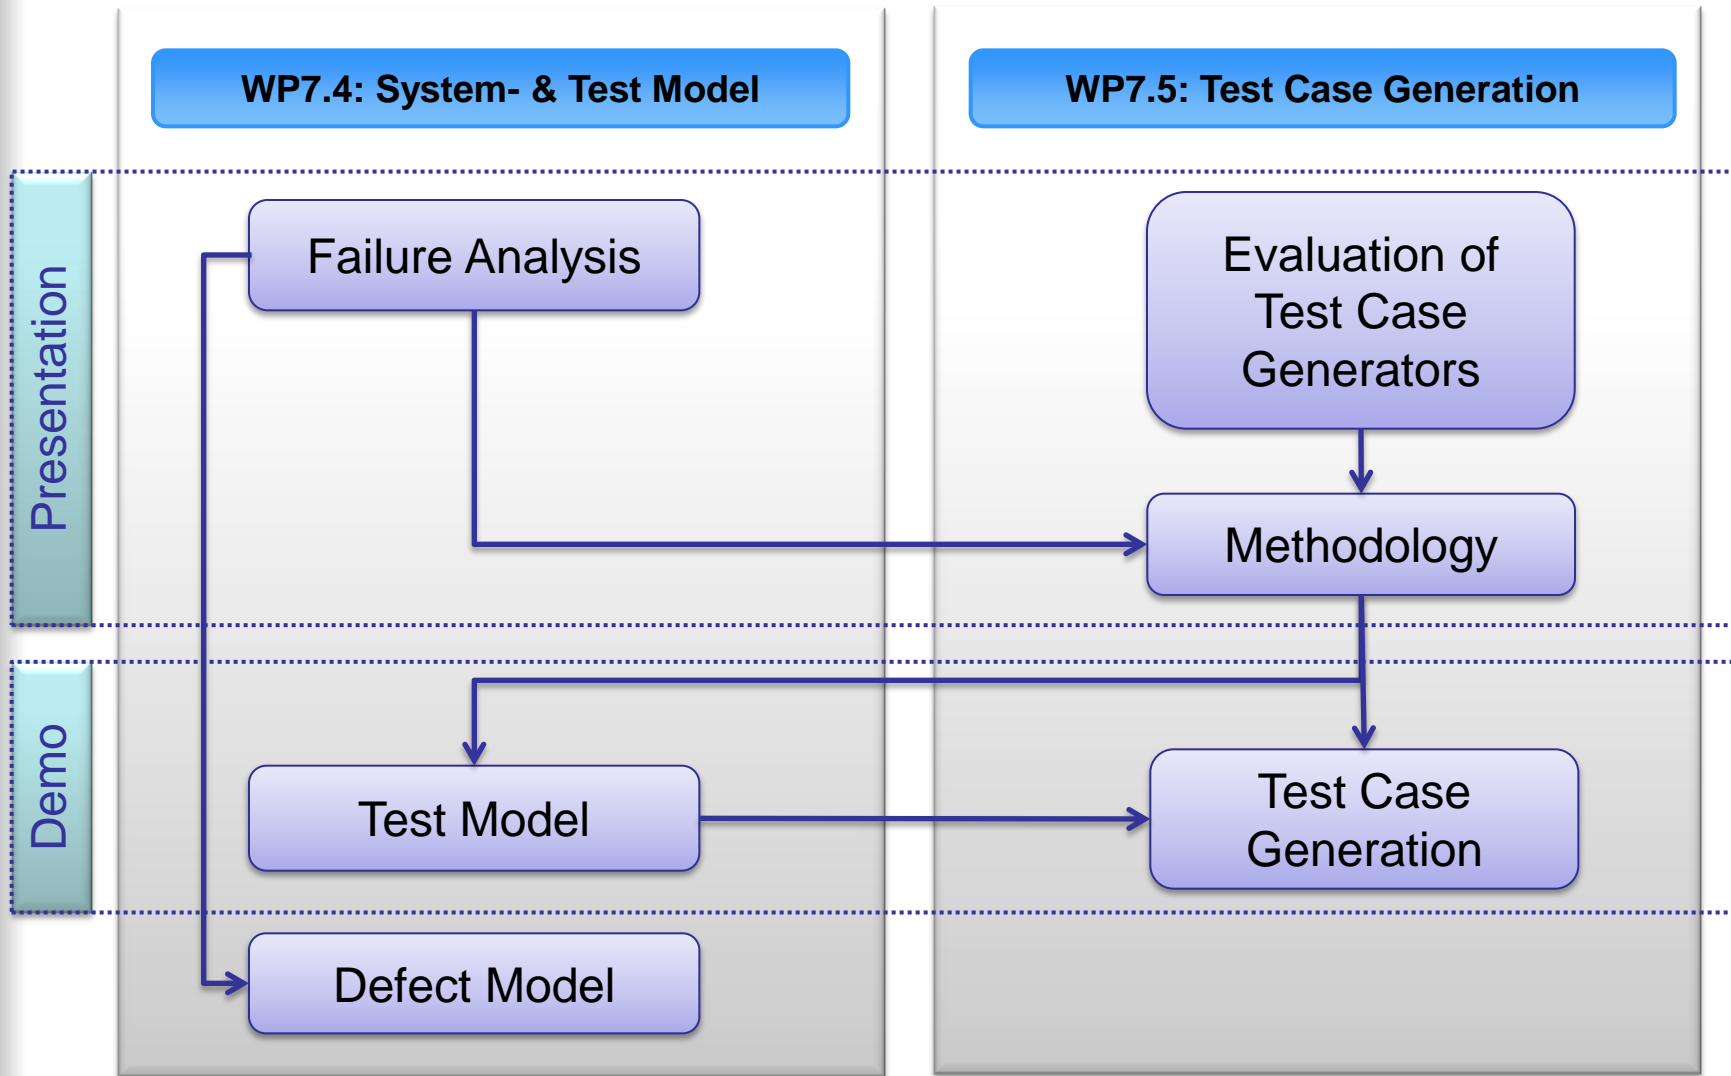 WP7.4: System- & Test Model
WP7.5: Test Case Generation
Presentation
Failure Analysis
Evaluation of
Test Case
Generators
Methodology
Demo
Test Model
Test Case
Generation
Defect Model